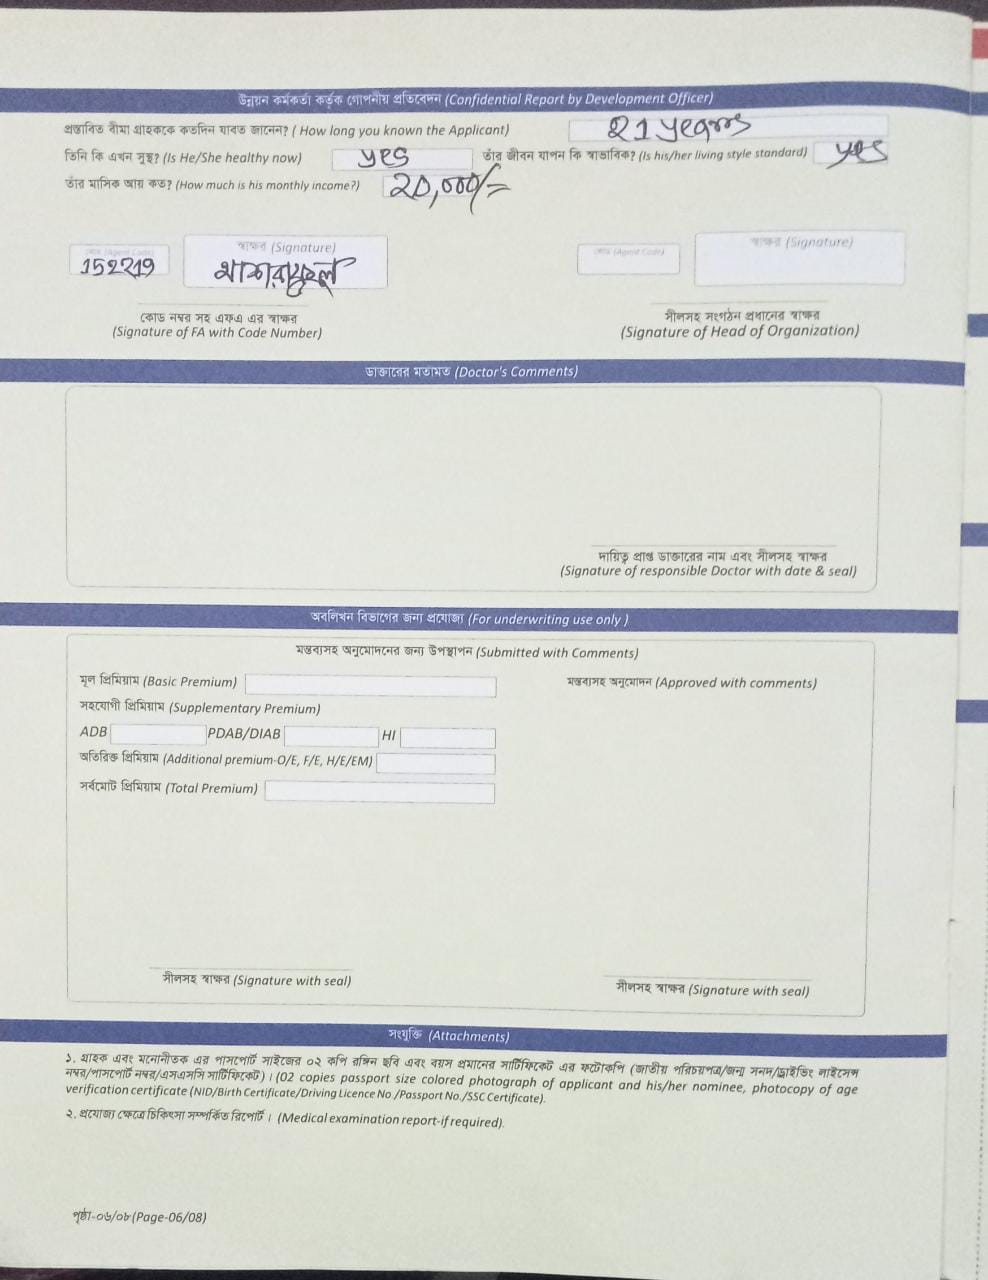 উন্নয়ন কর্মকর্তা কর্তৃক গোপনীয় প্রতিবেদন (Confidential Report by Development Officer)
প্রস্তাবিত বীমা গ্রাহককে কতদিন যাবত জানেন? ( How long you known the Applicant) 21 years
তিনি কি এখন সুস্থ? (Is He/She healthy now) yes তাঁর জীবন যাপন কি স্বাভাবিক? (Is his/her living style standard) yes
তাঁর মাসিক আয় কত? (How much is his monthly income?) 20,000/=
কোড (Agent Code) স্বাক্ষর (Signature) কোড (Agent Code) স্বাক্ষর (Signature)
152219
কোড নম্বর সহ এফএ এর স্বাক্ষর সীলসহ সংগঠন প্রধানের স্বাক্ষর
(Signature of FA with Code Number) (Signature of Head of Organization)
ডাক্তারের মতামত (Doctor's Comments)
দায়িত্ব প্রাপ্ত ডাক্তারের নাম এবং সীলসহ স্বাক্ষর
(Signature of responsible Doctor with date & seal)
অবলিখন বিভাগের জন্য প্রযোজ্য (For underwriting use only )
মন্তব্যসহ অনুমোদনের জন্য উপস্থাপন (Submitted with Comments)
মূল প্রিমিয়াম (Basic Premium) মন্তব্যসহ অনুমোদন (Approved with comments)
সহযোগী প্রিমিয়াম (Supplementary Premium)
ADB PDAB/DIAB HI
অতিরিক্ত প্রিমিয়াম (Additional premium-O/E, F/E, H/E/EM)
সর্বমোট প্রিমিয়াম (Total Premium)
সীলসহ স্বাক্ষর (Signature with seal) সীলসহ স্বাক্ষর (Signature with seal)
সংযুক্তি (Attachments)
১. গ্রাহক এবং মনোনীতক এর পাসপোর্ট সাইজের ০২ কপি রঙ্গিন ছবি এবং বয়স প্রমানের সার্টিফিকেট এর ফটোকপি (জাতীয় পরিচয়পত্র/জন্ম সনদ/ড্রাইভিং লাইসেন্স
নম্বর/পাসপোর্ট নম্বর/এসএসসি সার্টিফিকেট)। (02 copies passport size colored photograph of applicant and his/her nominee, photocopy of age
verification certificate (NID/Birth Certificate/Driving Licence No./Passport No./SSC Certificate).
২. প্রযোজ্য ক্ষেত্রে চিকিৎসা সম্পর্কিত রিপোর্ট। (Medical examination report-if required).
পৃষ্ঠা-০৬/০৮ (Page-06/08)